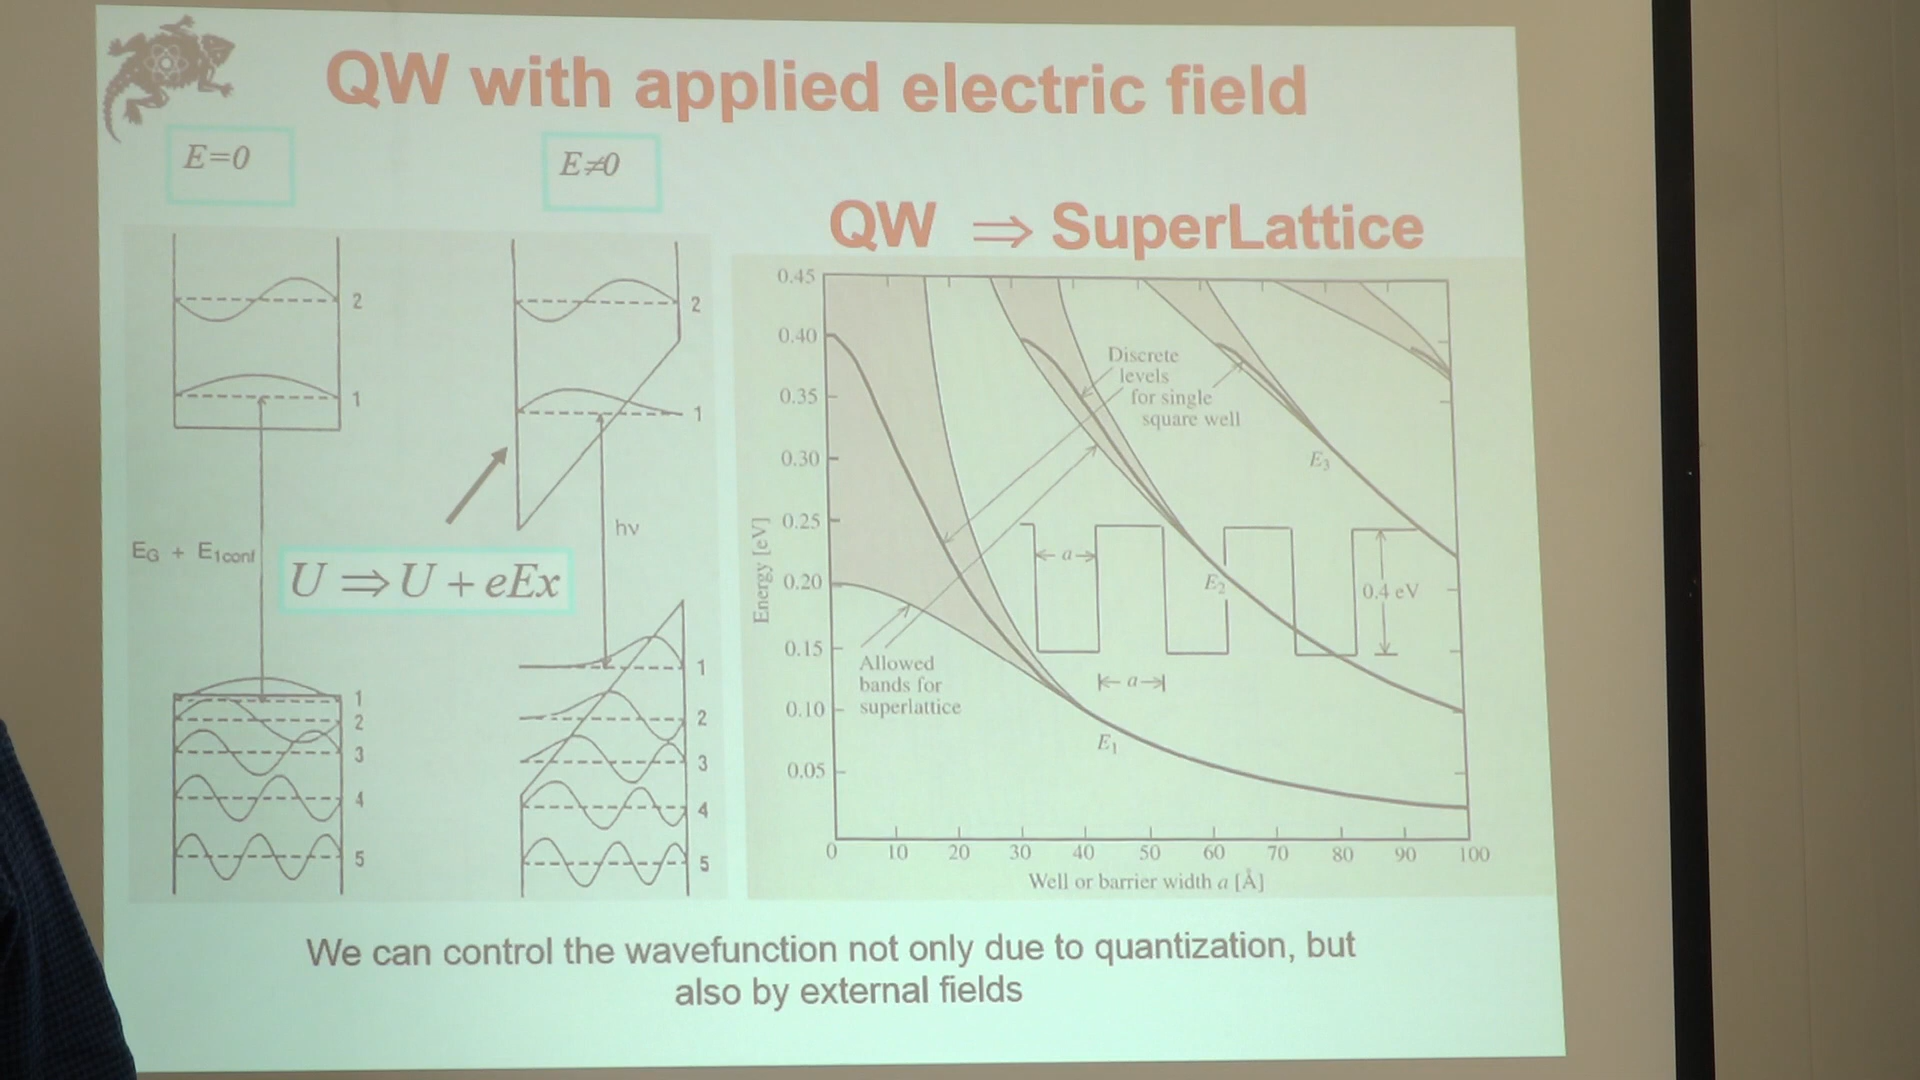 QW with applied electric field
E=0
E≠0
QW ⇒ SuperLattice
2
1
EG + E1conf
1
2
3
4
5
2
1
hν
U ⇒ U + eEx
1
2
3
4
5
0.45
0.40
0.35
0.30
0.25
0.20
0.15
0.10
0.05
Energy [eV]
Discrete
levels
for single
square well
E3
E2
E1
a
0.4 eV
a
Allowed
bands for
superlattice
0 10 20 30 40 50 60 70 80 90 100
Well or barrier width a [Å]
We can control the wavefunction not only due to quantization, but
also by external fields